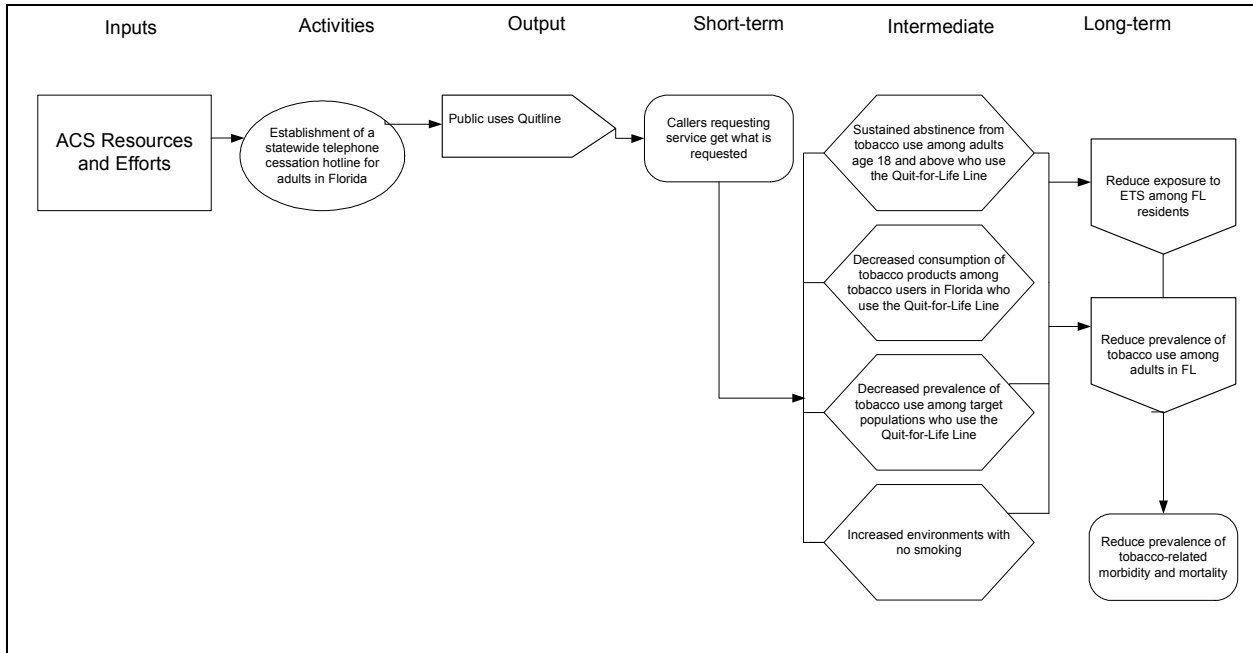 Inputs
Activities
Output
Short-term
Intermediate
Long-term
ACS Resources
and Efforts
Establishment of a
statewide telephone
cessation hotline for
adults in Florida
Public uses Quitline
Callers requesting
service get what is
requested
Sustained abstinence from
tobacco use among adults
age 18 and above who use
the Quit-for-Life Line
Decreased consumption of
tobacco products among
tobacco users in Florida who
use the Quit-for-Life Line
Decreased prevalence of
tobacco use among target
populations who use the
Quit-for-Life Line
Increased environments with
no smoking
Reduce exposure to
ETS among FL
residents
Reduce prevalence of
tobacco use among
adults in FL
Reduce prevalence of
tobacco-related
morbidity and mortality